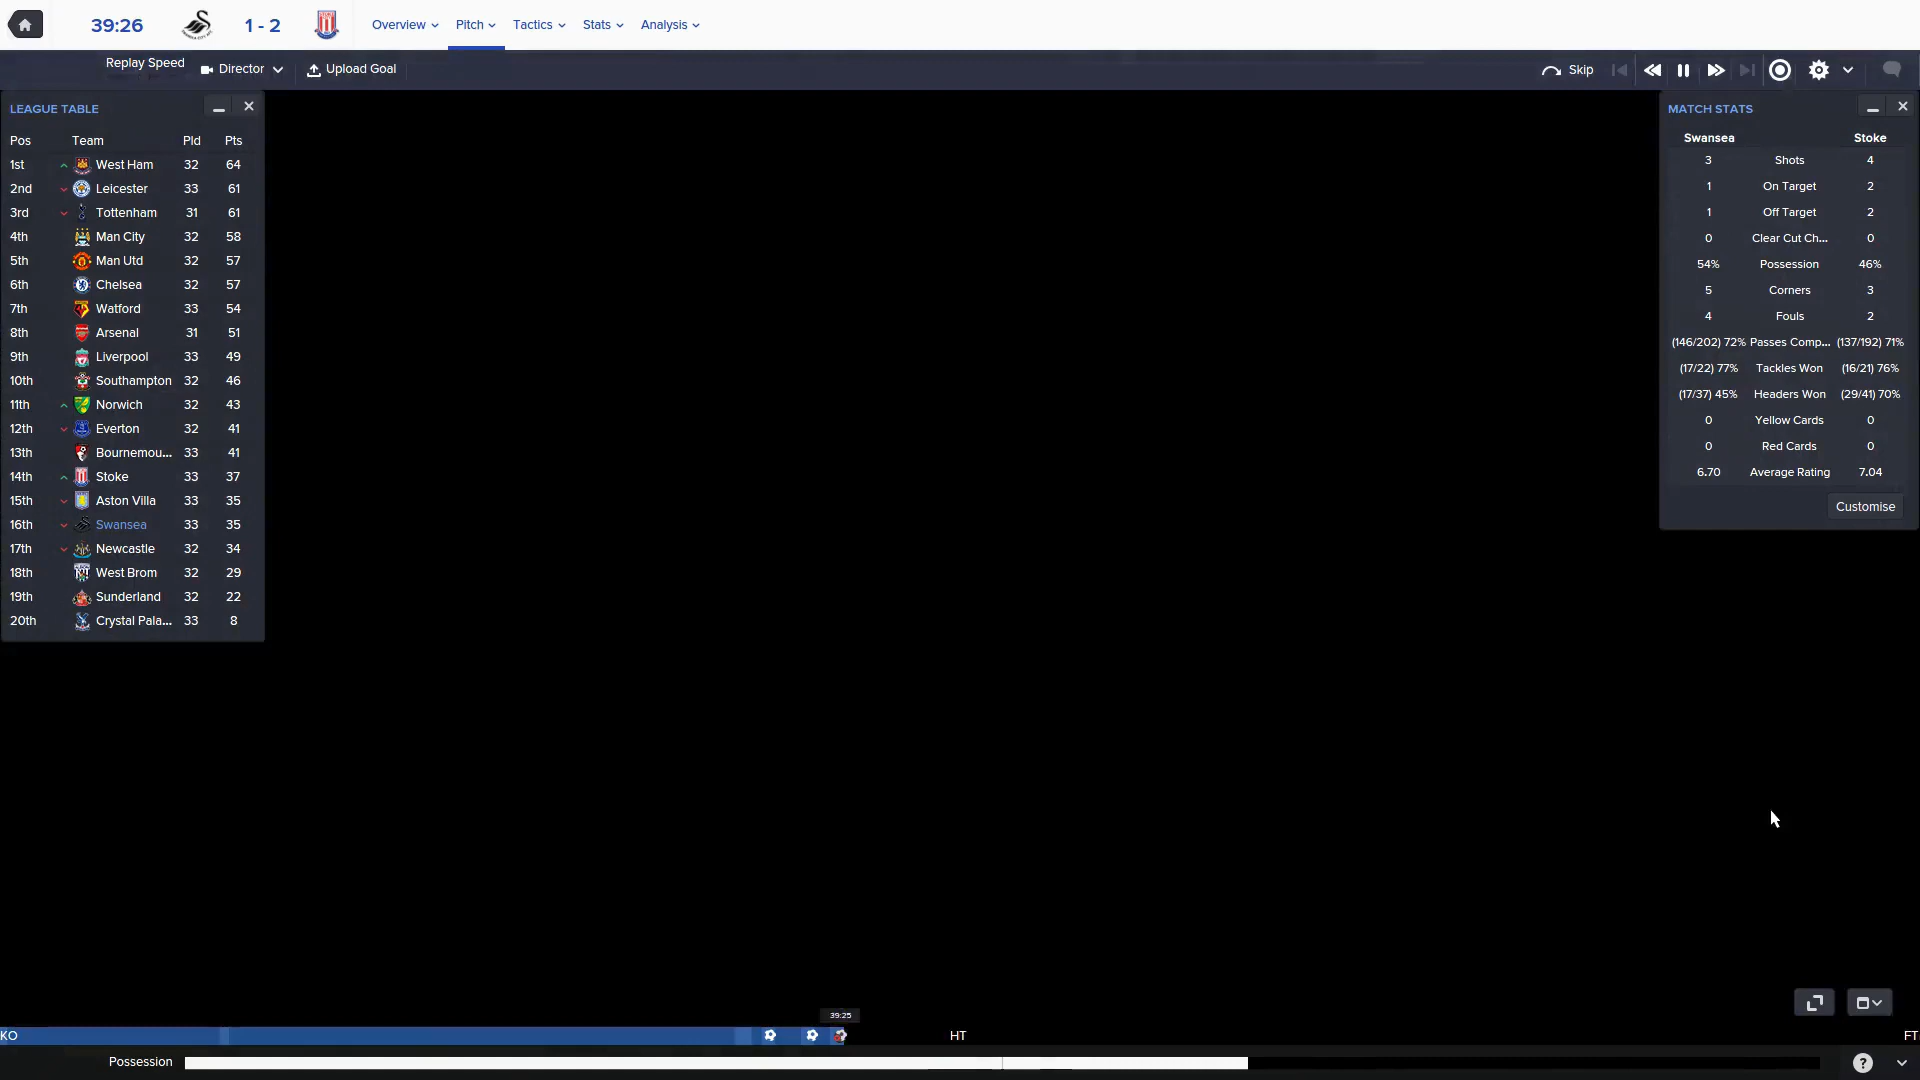 39:26 1 - 2 Overview Pitch Tactics Stats Analysis
Replay Speed Director Upload Goal Skip
LEAGUE TABLE
Pos Team Pld Pts
1st West Ham 32 64
2nd Leicester 33 61
3rd Tottenham 31 61
4th Man City 32 58
5th Man Utd 32 57
6th Chelsea 32 57
7th Watford 33 54
8th Arsenal 31 51
9th Liverpool 33 49
10th Southampton 32 46
11th Norwich 32 43
12th Everton 32 41
13th Bournemou... 33 41
14th Stoke 33 37
15th Aston Villa 33 35
16th Swansea 33 35
17th Newcastle 32 34
18th West Brom 32 29
19th Sunderland 32 22
20th Crystal Pala... 33 8
MATCH STATS
Swansea Stoke
3 Shots 4
1 On Target 2
1 Off Target 2
0 Clear Cut Ch... 0
54% Possession 46%
5 Corners 3
4 Fouls 2
(146/202) 72% Passes Comp... (137/192) 71%
(17/22) 77% Tackles Won (16/21) 76%
(17/37) 45% Headers Won (29/41) 70%
0 Yellow Cards 0
0 Red Cards 0
6.70 Average Rating 7.04
Customise
39:25
KO HT FT
Possession ?